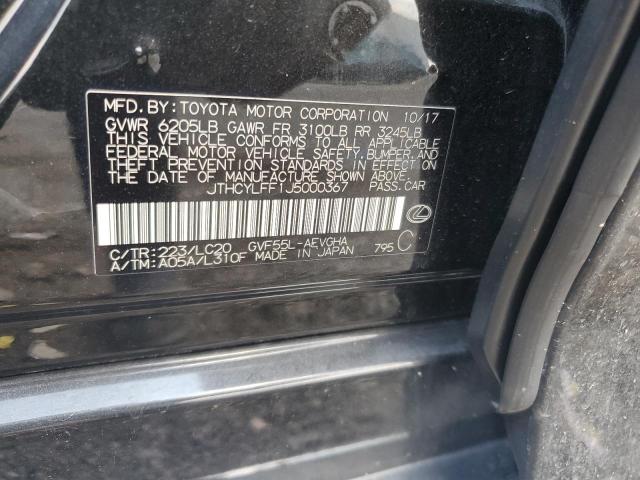 MFD. BY: TOYOTA MOTOR CORPORATION 10/17
GVWR 6205LB GAWR FR 3100LB RR 3245LB
THIS VEHICLE CONFORMS TO ALL APPLICABLE
FEDERAL MOTOR VEHICLE SAFETY, BUMPER, AND
THEFT PREVENTION STANDARDS IN EFFECT ON
THE DATE OF MANUFACTURE SHOWN ABOVE.
JTHCYLFF1J5000367 PASS.CAR
C/TR:223/LC20 GVF55L-AEVGHA 795 C
A/TM:A05A/L310F MADE IN JAPAN